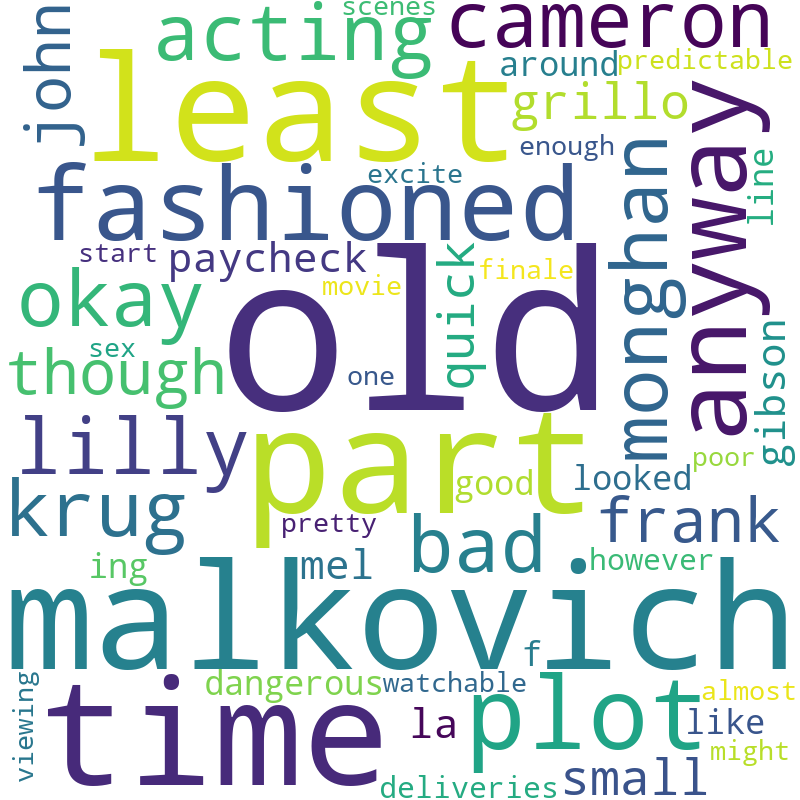 scenes
cameron
acting
john
least
around
predictable
grillo
anyway
enough
monghan
line
fashioned
excite
start
paycheck
old
quick
finale
okay
movie
sex
though
one
gibson
lilly
part
good
looked
poor
krug
pretty
frank
bad
ing
mel
however
malkovich
f
viewing
dangerous
watchable
time
plot
almost
la
like
might
small
deliveries